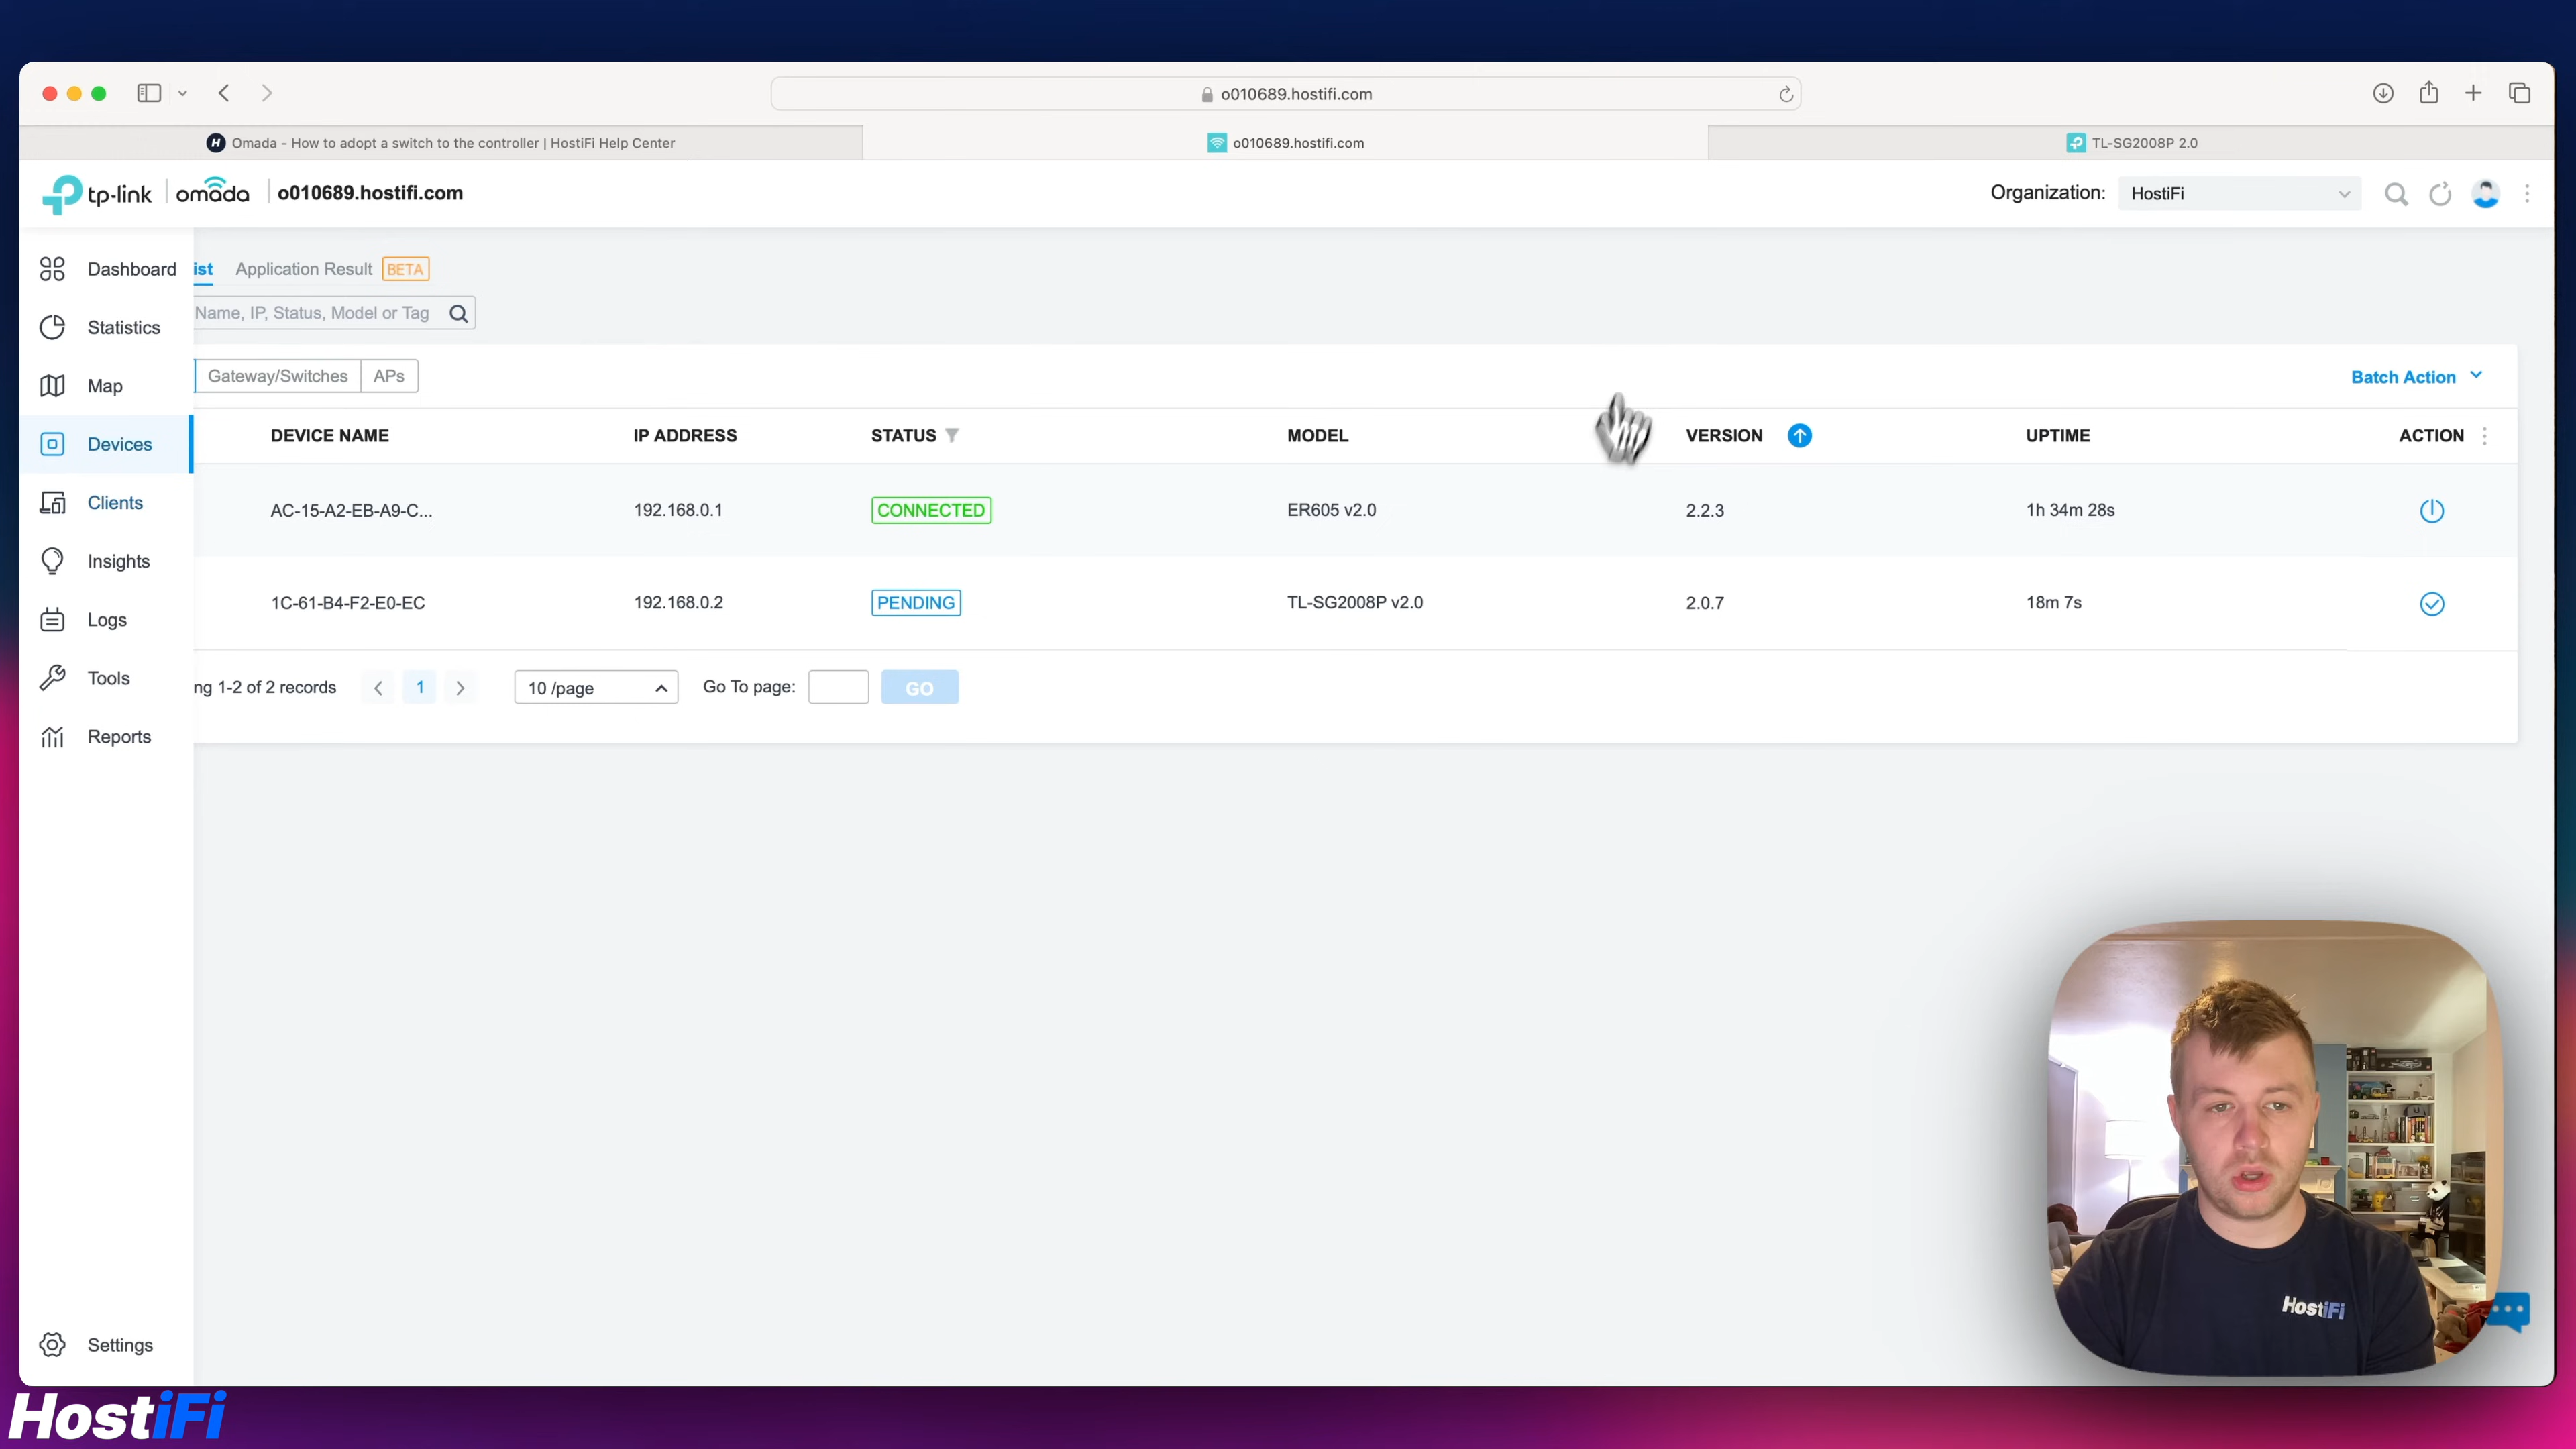 o010689.hostifi.com
Omada - How to adopt a switch to the controller | HostiFi Help Center
o010689.hostifi.com
TL-SG2008P 2.0
tp-link omada o010689.hostifi.com
Organization: HostiFi
Dashboard
ist Application Result BETA
Name, IP, Status, Model or Tag
Statistics
Map
Gateway/Switches APs
Batch Action
Devices
DEVICE NAME IP ADDRESS STATUS MODEL VERSION UPTIME ACTION
Clients
AC-15-A2-EB-A9-C... 192.168.0.1 CONNECTED ER605 v2.0 2.2.3 1h 34m 28s
Insights
1C-61-B4-F2-E0-EC 192.168.0.2 PENDING TL-SG2008P v2.0 2.0.7 18m 7s
Logs
Tools
ng 1-2 of 2 records 1 10 /page Go To page: GO
Reports
Settings
HostiFi
HostiFi